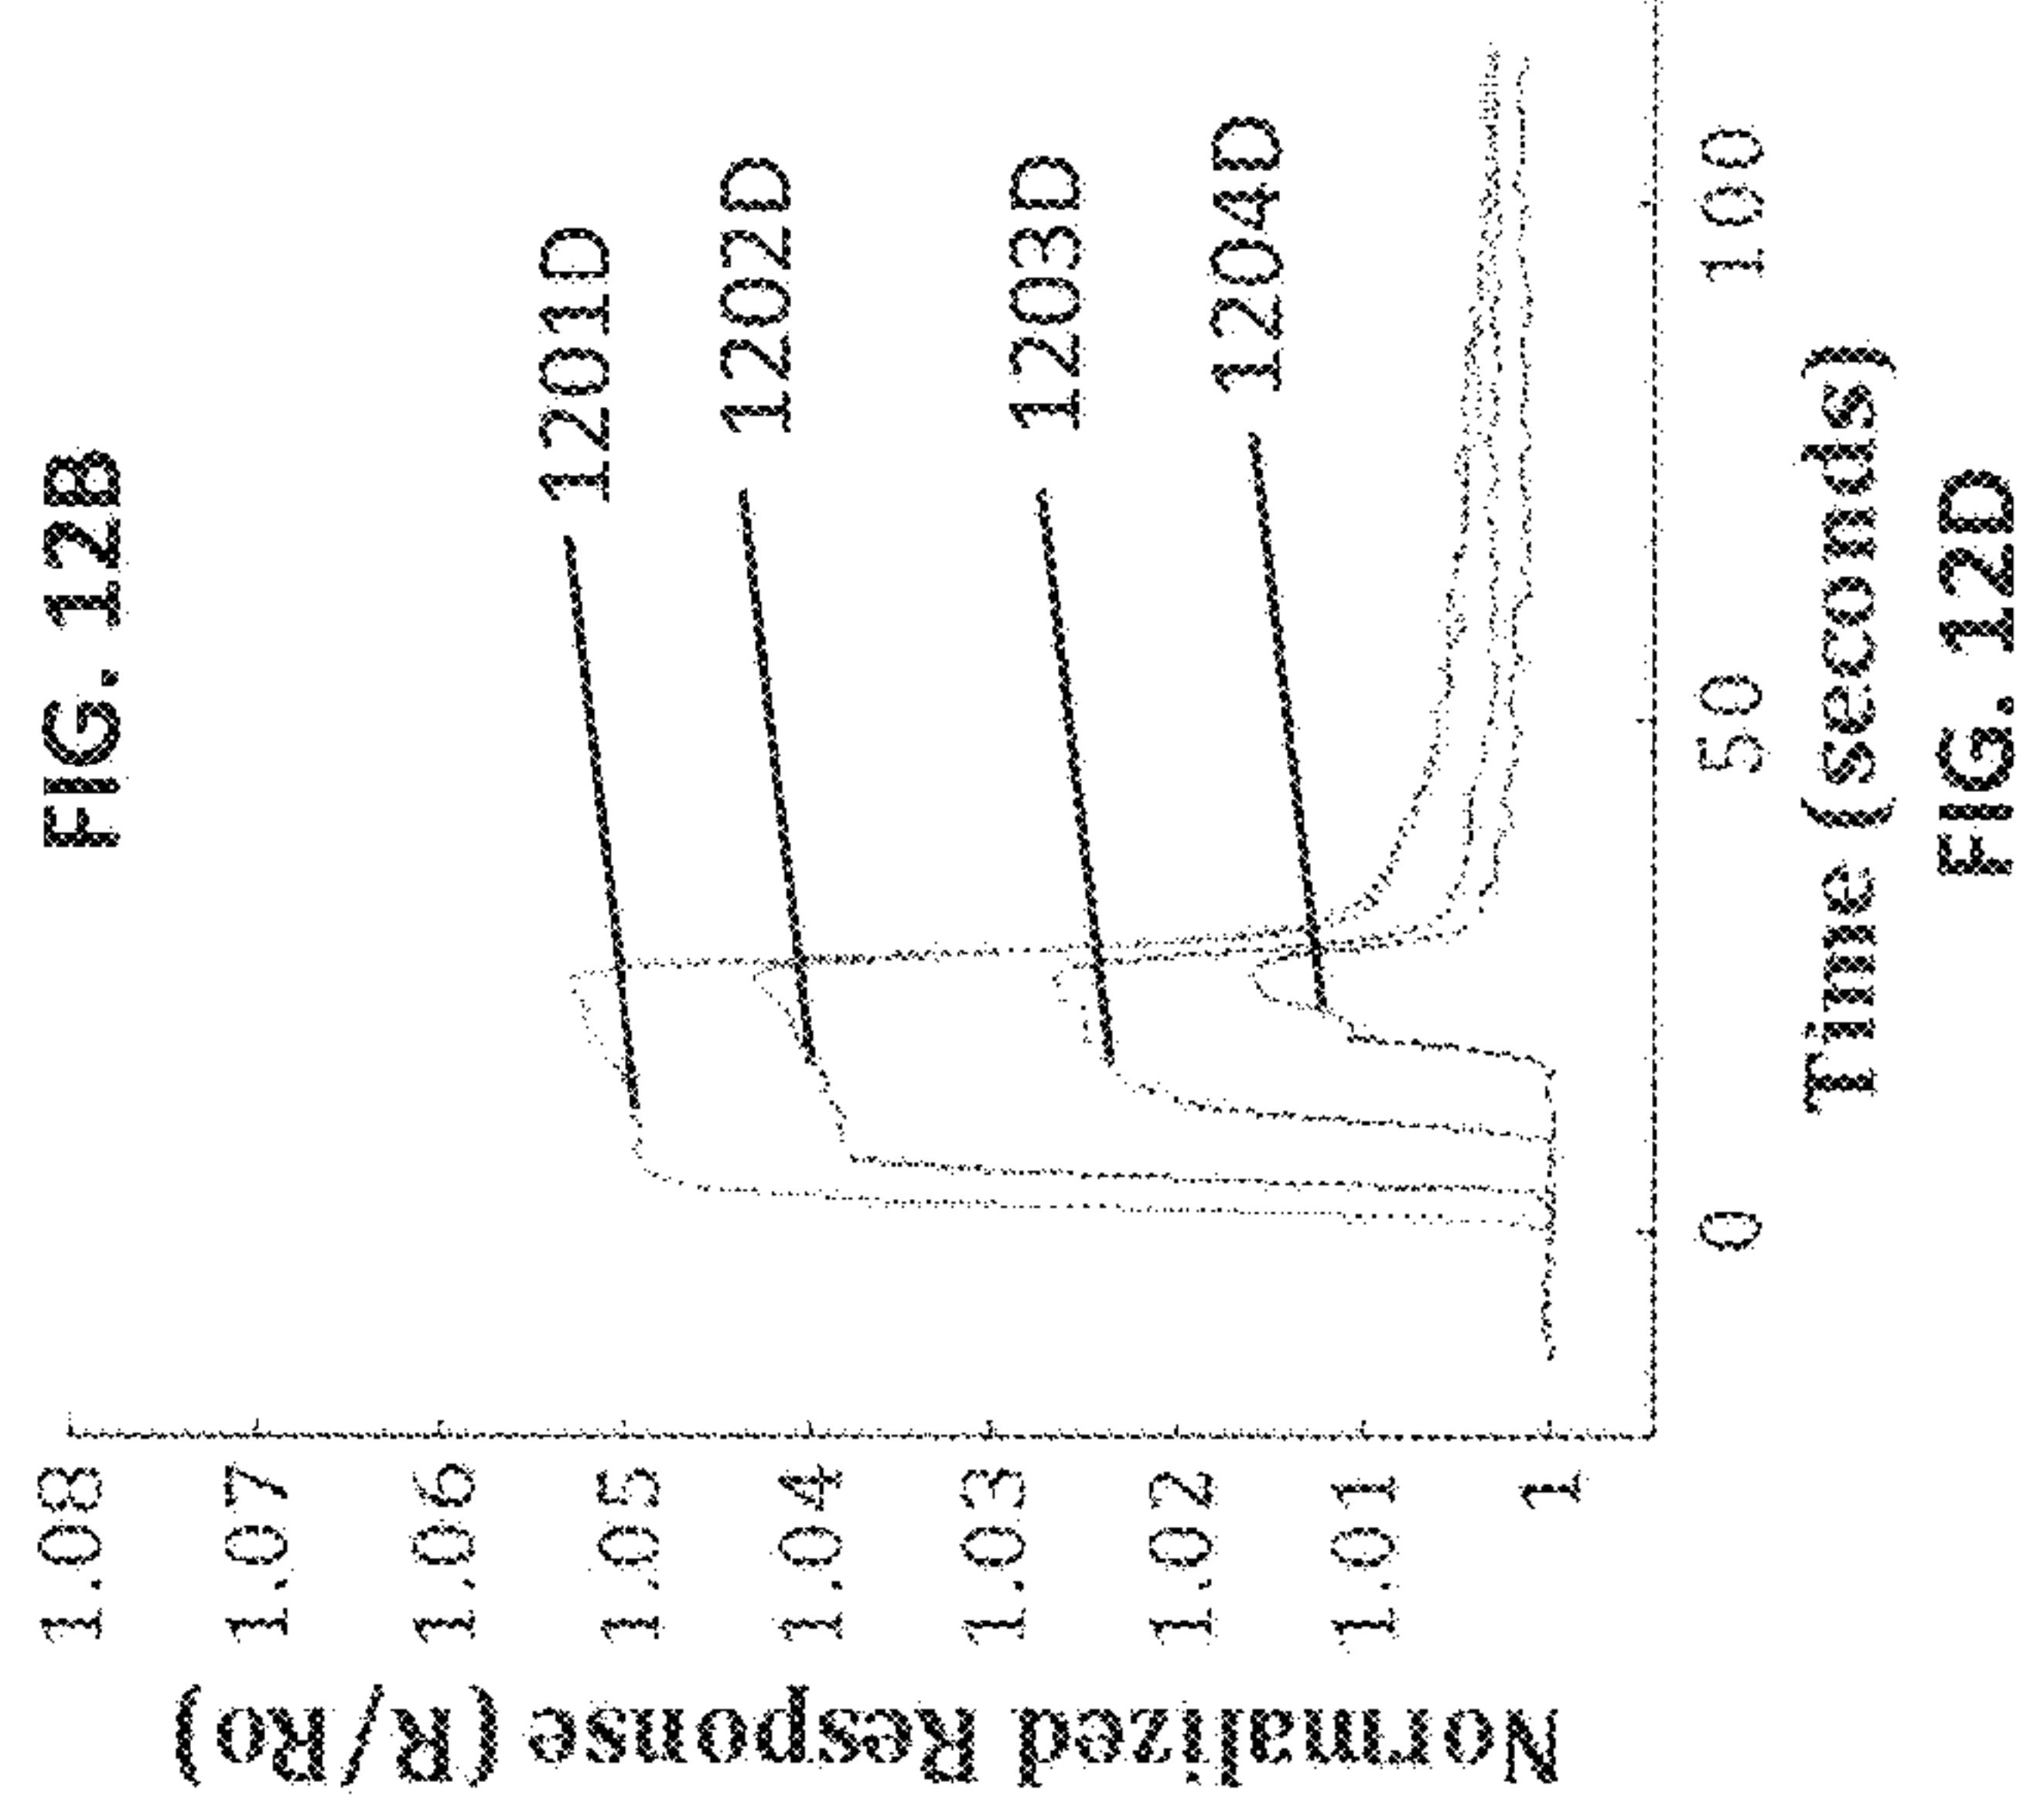 FIG. 12B
1201D
1202D
1203D
1204D
1.08
1.07
1.06
1.05
1.04
1.03
1.02
1.01
1
Normalized Response (R/Ro)
0
50
100
Time (seconds)
FIG. 12D